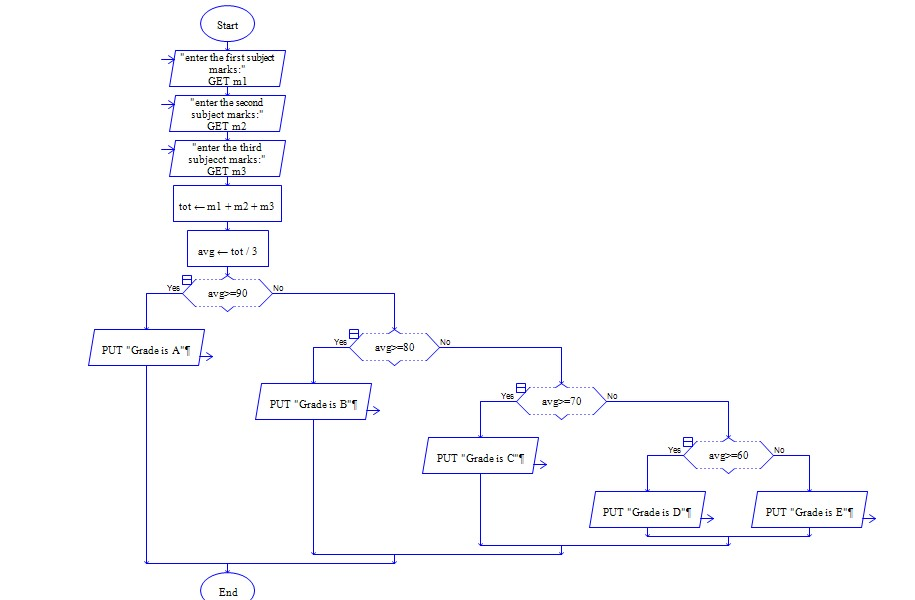 Start
"enter the first subject
marks:"
GET m1
"enter the second
subject marks:"
GET m2
"enter the third
subjecct marks:"
GET m3
tot ← m1 + m2 + m3
avg ← tot / 3
Yes
avg>=90
No
PUT "Grade is A"¶
Yes
avg>=80
No
PUT "Grade is B"¶
Yes
avg>=70
No
PUT "Grade is C"¶
Yes
avg>=60
No
PUT "Grade is D"¶
PUT "Grade is E"¶
End